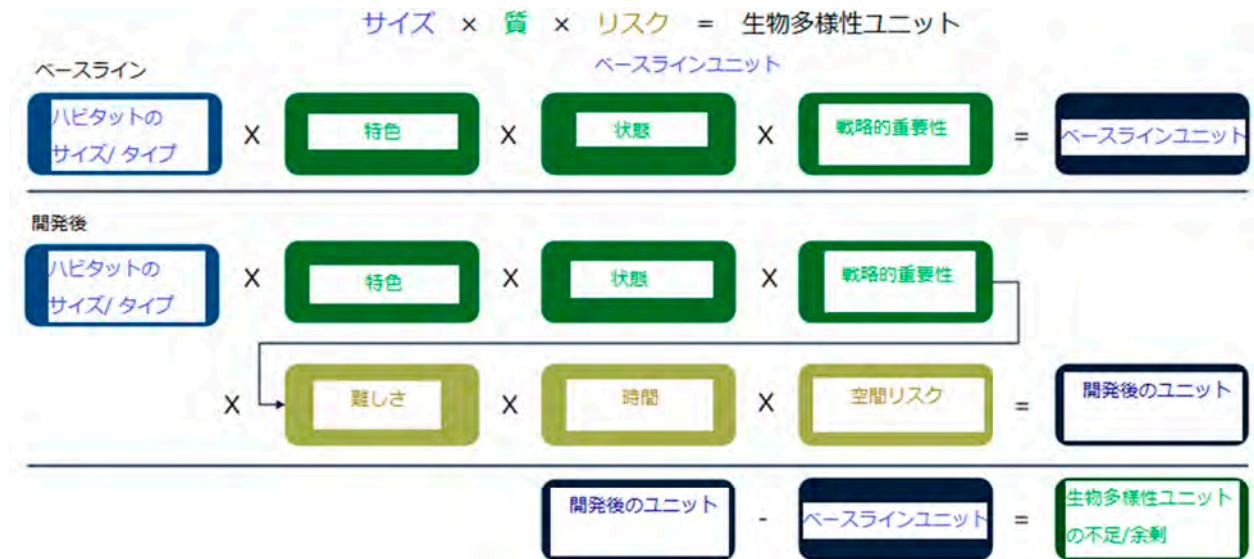 サイズ × 質 × リスク = 生物多様性ユニット
ベースライン
ベースラインユニット
ハビタットの
サイズ/ タイプ
X
特色
X
状態
X
戦略的重要性
=
ベースラインユニット
開発後
ハビタットの
サイズ/ タイプ
X
特色
X
状態
X
戦略的重要性
X
難しさ
X
時間
X
空間リスク
=
開発後のユニット
開発後のユニット
-
ベースラインユニット
=
生物多様性ユニット
の不足/余剰